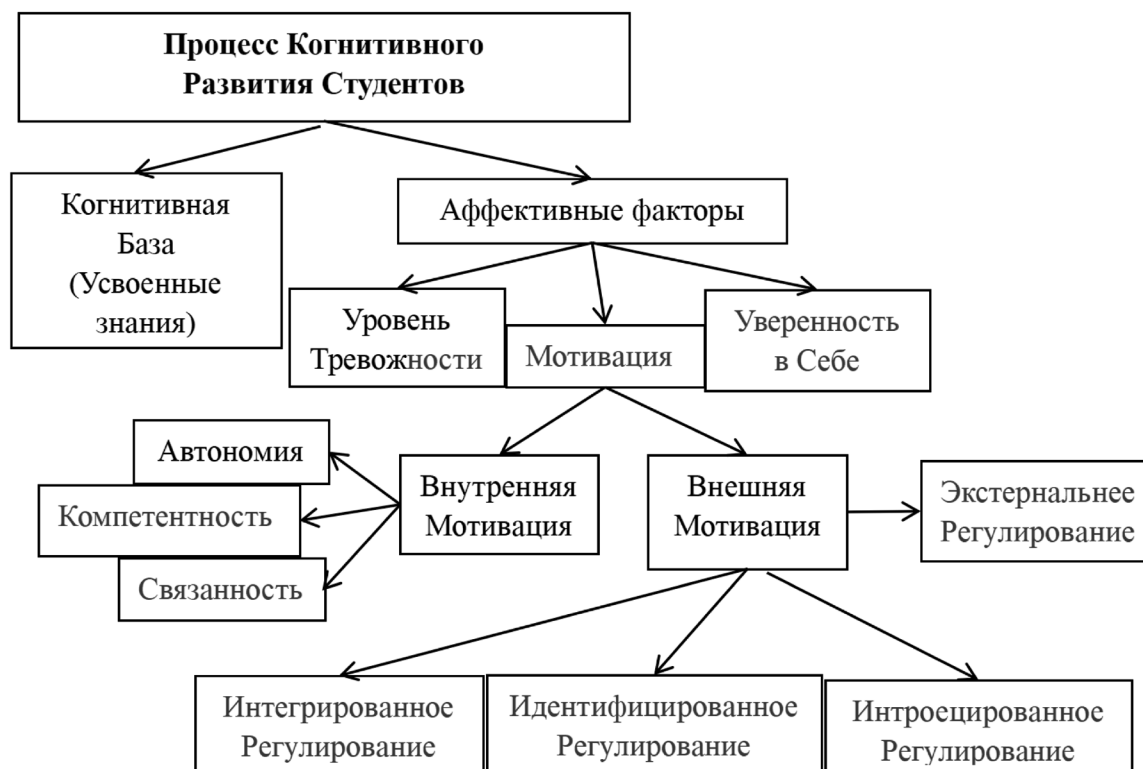 Процесс Когнитивного
Развития Студентов
Когнитивная
База
(Усвоенные
знания)
Аффективные факторы
Уровень
Тревожности
Мотивация
Уверенность
в Себе
Автономия
Компетентность
Связанность
Внутренняя
Мотивация
Внешняя
Мотивация
Экстернальнее
Регулирование
Интегрированное
Регулирование
Идентифицированное
Регулирование
Интроецированное
Регулирование